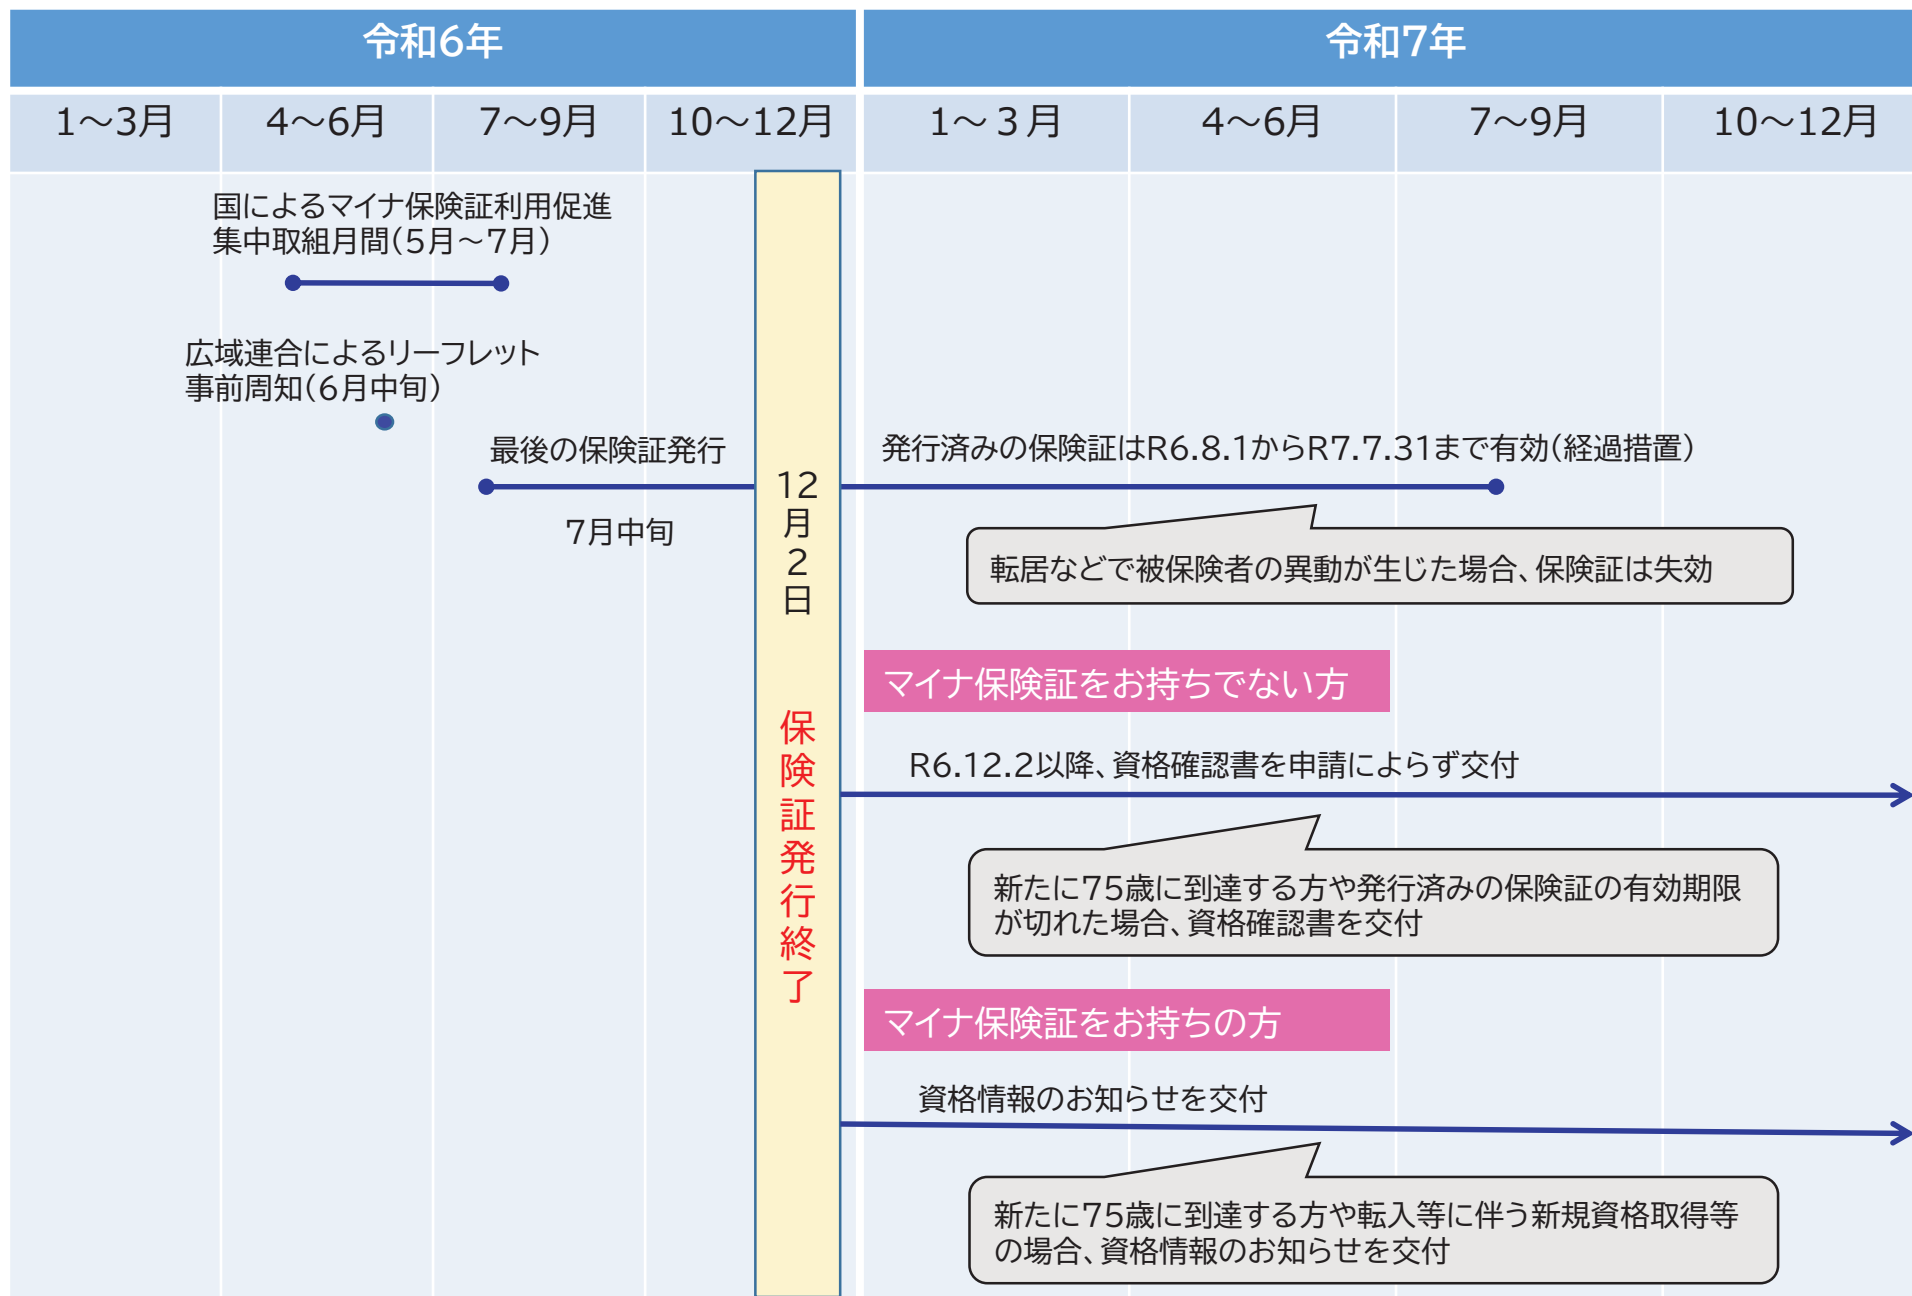 令和6年
令和7年
1～3月
4～6月
7～9月
10～12月
1～３月
4～6月
7～9月
10～12月
国によるマイナ保険証利用促進
集中取組月間(5月～7月)
広域連合によるリーフレット
事前周知(6月中旬)
最後の保険証発行
7月中旬
12月2日
保険証発行終了
発行済みの保険証はR6.8.1からR7.7.31まで有効(経過措置)
転居などで被保険者の異動が生じた場合、保険証は失効
マイナ保険証をお持ちでない方
R6.12.2以降、資格確認書を申請によらず交付
新たに75歳に到達する方や発行済みの保険証の有効期限
が切れた場合、資格確認書を交付
マイナ保険証をお持ちの方
資格情報のお知らせを交付
新たに75歳に到達する方や転入等に伴う新規資格取得等
の場合、資格情報のお知らせを交付